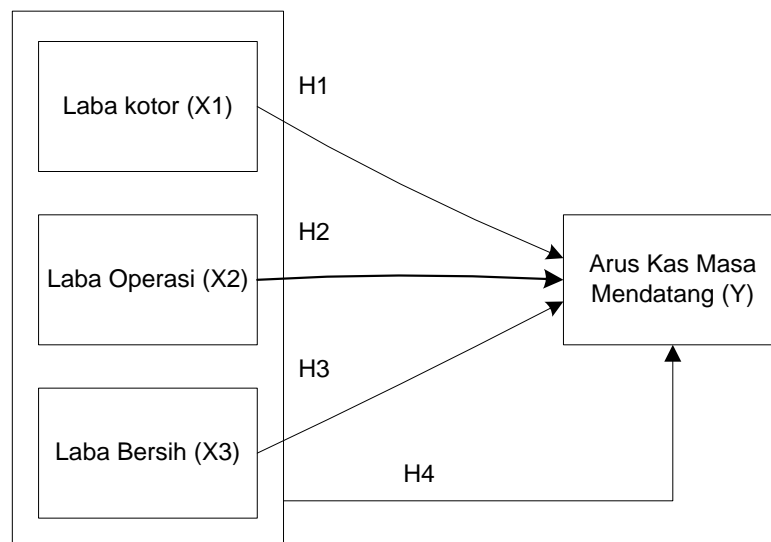 H1
Laba kotor (X1)
H2
Laba Operasi (X2)
Arus Kas Masa
Mendatang (Y)
H3
Laba Bersih (X3)
H4